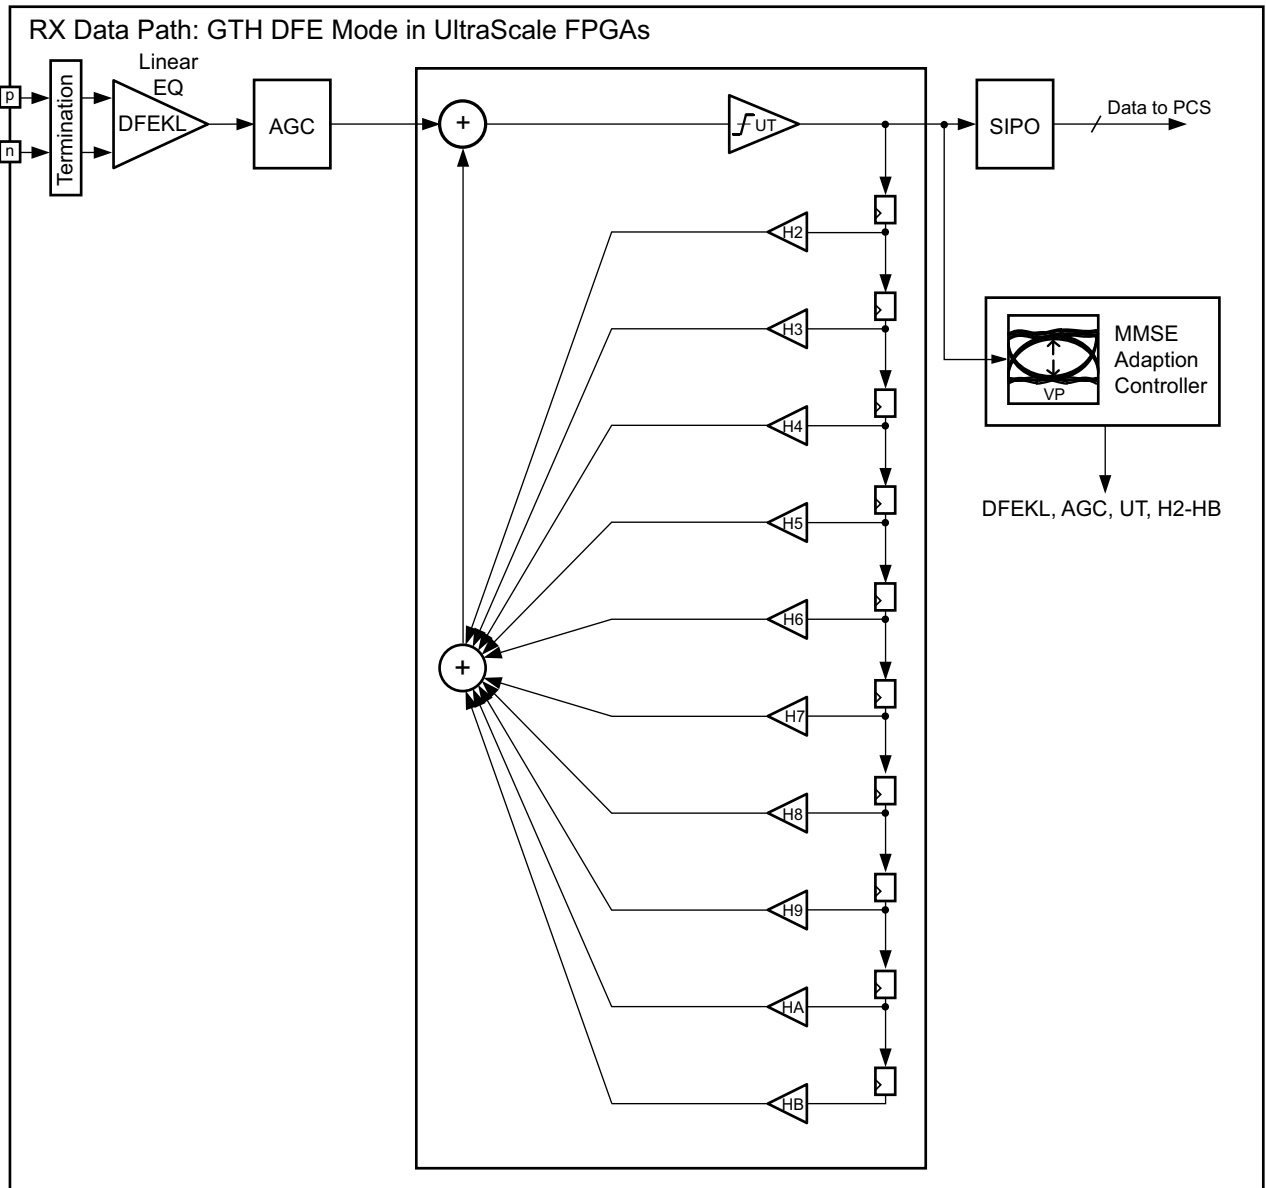 RX Data Path: GTH DFE Mode in UltraScale FPGAs
Linear
EQ
p
n
Termination
DFEKL
AGC
+
UT
SIPO
Data to PCS
H2
H3
MMSE
Adaption
Controller
VP
H4
H5
DFEKL, AGC, UT, H2-HB
H6
+
H7
H8
H9
HA
HB